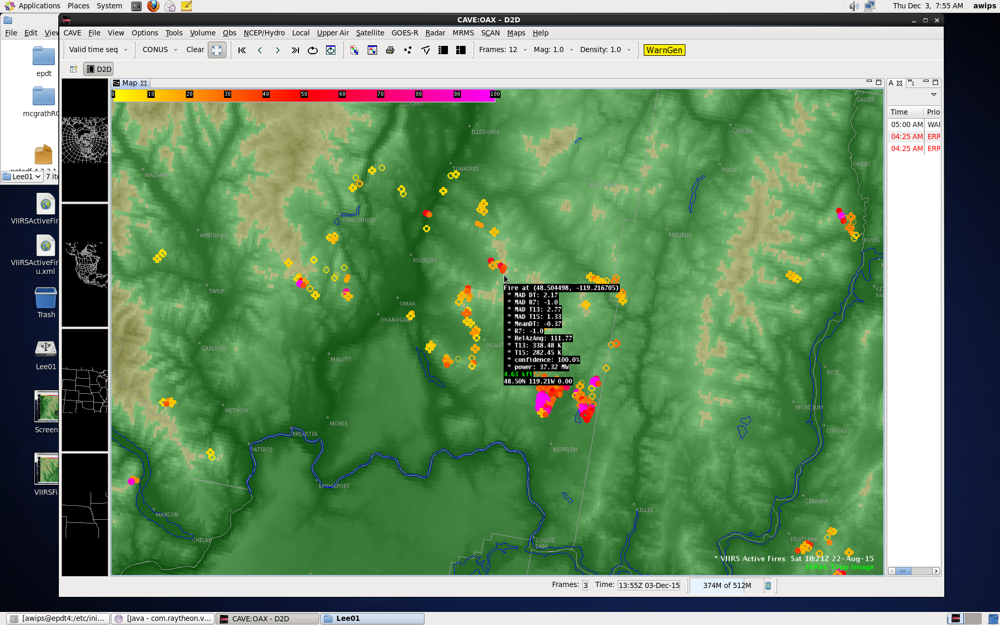 Applications Places System
Thu Dec 3, 7:55 AM awips
CAVE:OAX - D2D
File Edit View
CAVE File View Options Tools Volume Obs NCEP/Hydro Local Upper Air Satellite GOES-R Radar MRMS SCAN Maps Help
Valid time seq CONUS Clear Frames: 12 Mag: 1.0 Density: 1.0 WarnGen
D2D
Map
A
0 10 20 30 40 50 60 70 80 90 100
epdt
mcgrathRC
Lee01 7 ite
VIIRSActiveFir
VIIRSActiveFir
u.xml
Trash
Lee01
Screen
VIIRSFi
Time Prio
05:00 AM WAR
04:25 AM ERR
04:25 AM ERR
LOOMIS
LAUIER
ELLISFORDE
CURLEW
MAZAMA
TONASKET
MALO
ORIENT
CONCONULLY
WINTHROP
REPUBLIC
BOYDS
RIVERSIDE
TWISP
OMAK
OKANOGAN
CARLTON
DISAUT
MALOTT
RICE
METHOW
MONSE
INCHELIUM
BREWSTER
GIFFORD
PATEROS
NESPELEM
BRIDGEPORT
CEDONIA
MANSON
KELLER
CHELAN
COULEE
DAM
FRUITLAND
Fire at (48.504498, -119.216705)
* MAD DT: 2.17
* MAD R7: -1.0
* MAD T13: 2.77
* MAD T15: 1.33
* MeanDT: -0.37
* R7: -1.0
* RelAzAng: 111.77
* T13: 338.48 K
* T15: 282.45 K
* confidence: 100.0%
* power: 37.32 MW
4.63 kft
48.50N 119.21W 0.00
* VIIRS Active Fires Sat 10:21Z 22-Aug-15
HiRes Topo Image
Frames: 3 Time: 13:55Z 03-Dec-15 374M of 512M
[awips@epdt4:/etc/ini... [Java - com.raytheon.v... CAVE:OAX - D2D Lee01